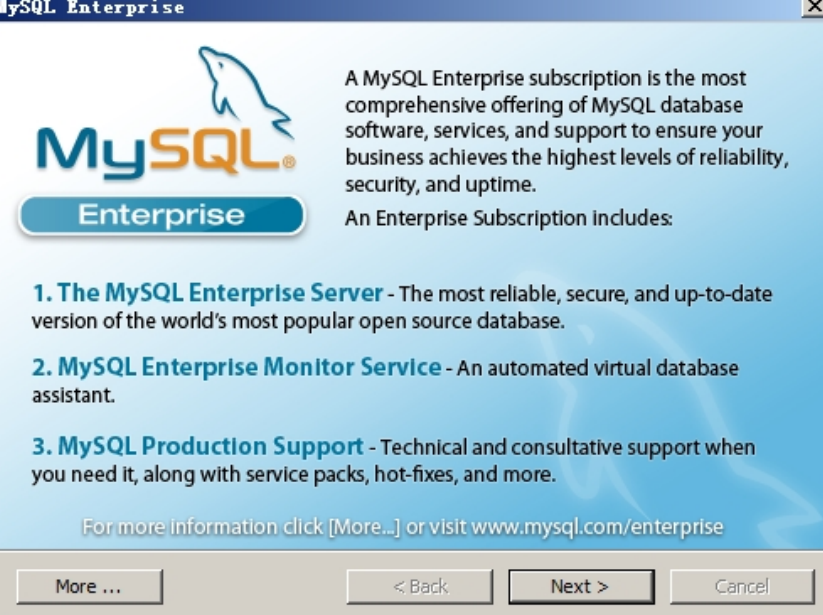 MySQL Enterprise
MySQL®
Enterprise
A MySQL Enterprise subscription is the most
comprehensive offering of MySQL database
software, services, and support to ensure your
business achieves the highest levels of reliability,
security, and uptime.
An Enterprise Subscription includes:
1. The MySQL Enterprise Server - The most reliable, secure, and up-to-date
version of the world's most popular open source database.
2. MySQL Enterprise Monitor Service - An automated virtual database
assistant.
3. MySQL Production Support - Technical and consultative support when
you need it, along with service packs, hot-fixes, and more.
For more information click [More...] or visit www.mysql.com/enterprise
More ...
< Back
Next >
Cancel